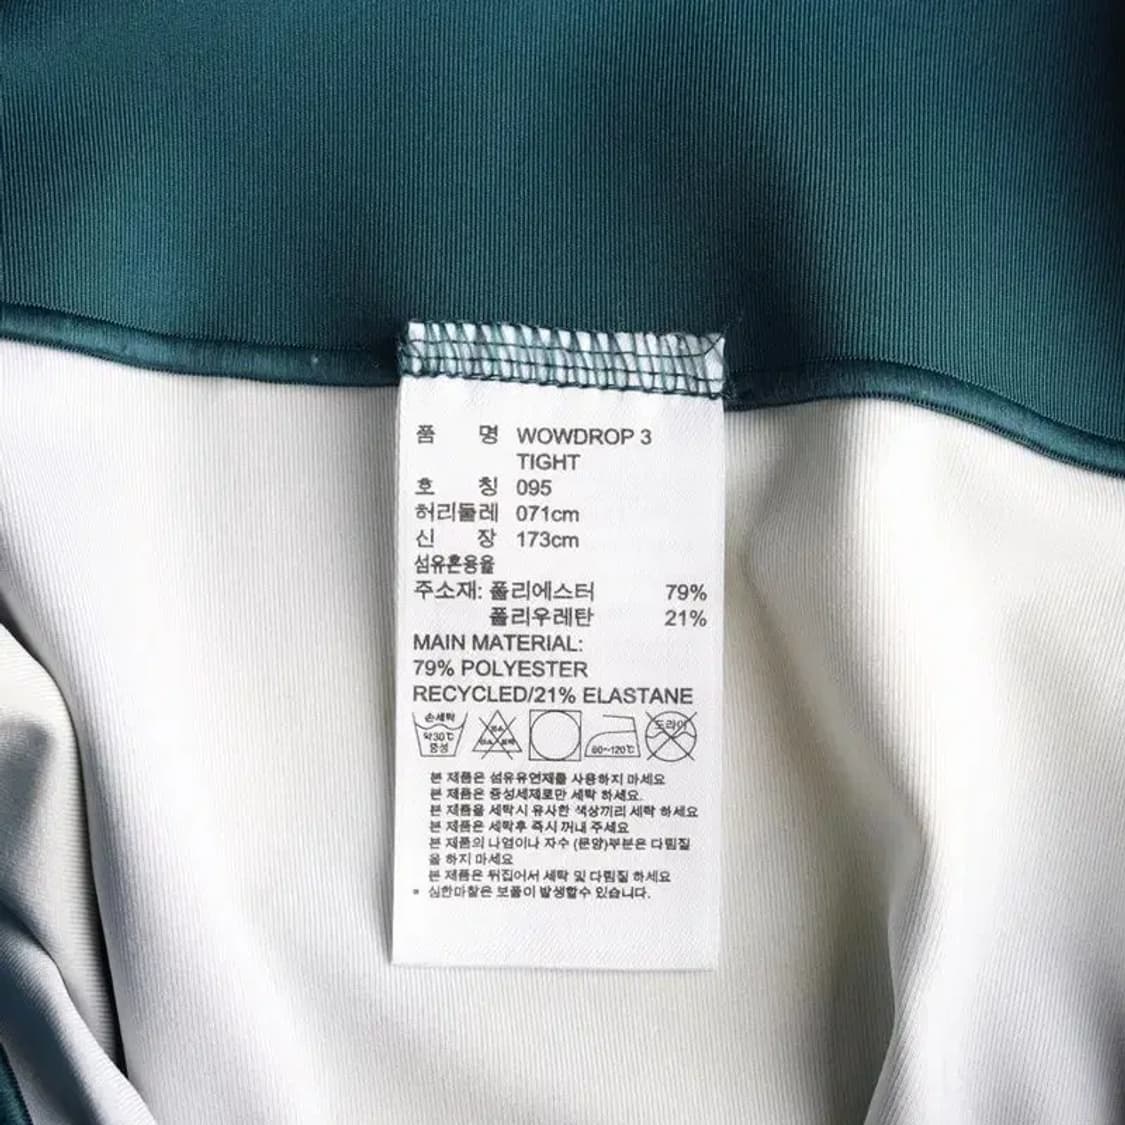 품 명 WOWDROP 3
TIGHT
호 칭 095
허리둘레 071cm
신 장 173cm
섬유혼용율
주소재: 폴리에스터 79%
폴리우레탄 21%
MAIN MATERIAL:
79% POLYESTER
RECYCLED/21% ELASTANE
손세탁
약30℃
중성
염소
산소 표백
60~120℃
드라이
본 제품은 섬유유연제를 사용하지 마세요
본 제품은 중성세제로만 세탁 하세요.
본 제품을 세탁시 유사한 색상끼리 세탁 하세요
본 제품은 세탁후 즉시 꺼내 주세요
본 제품의 나염이나 자수 (문양)부분은 다림질
을 하지 마세요
본 제품은 뒤집어서 세탁 및 다림질 하세요
* 심한마찰은 보풀이 발생할수 있습니다.